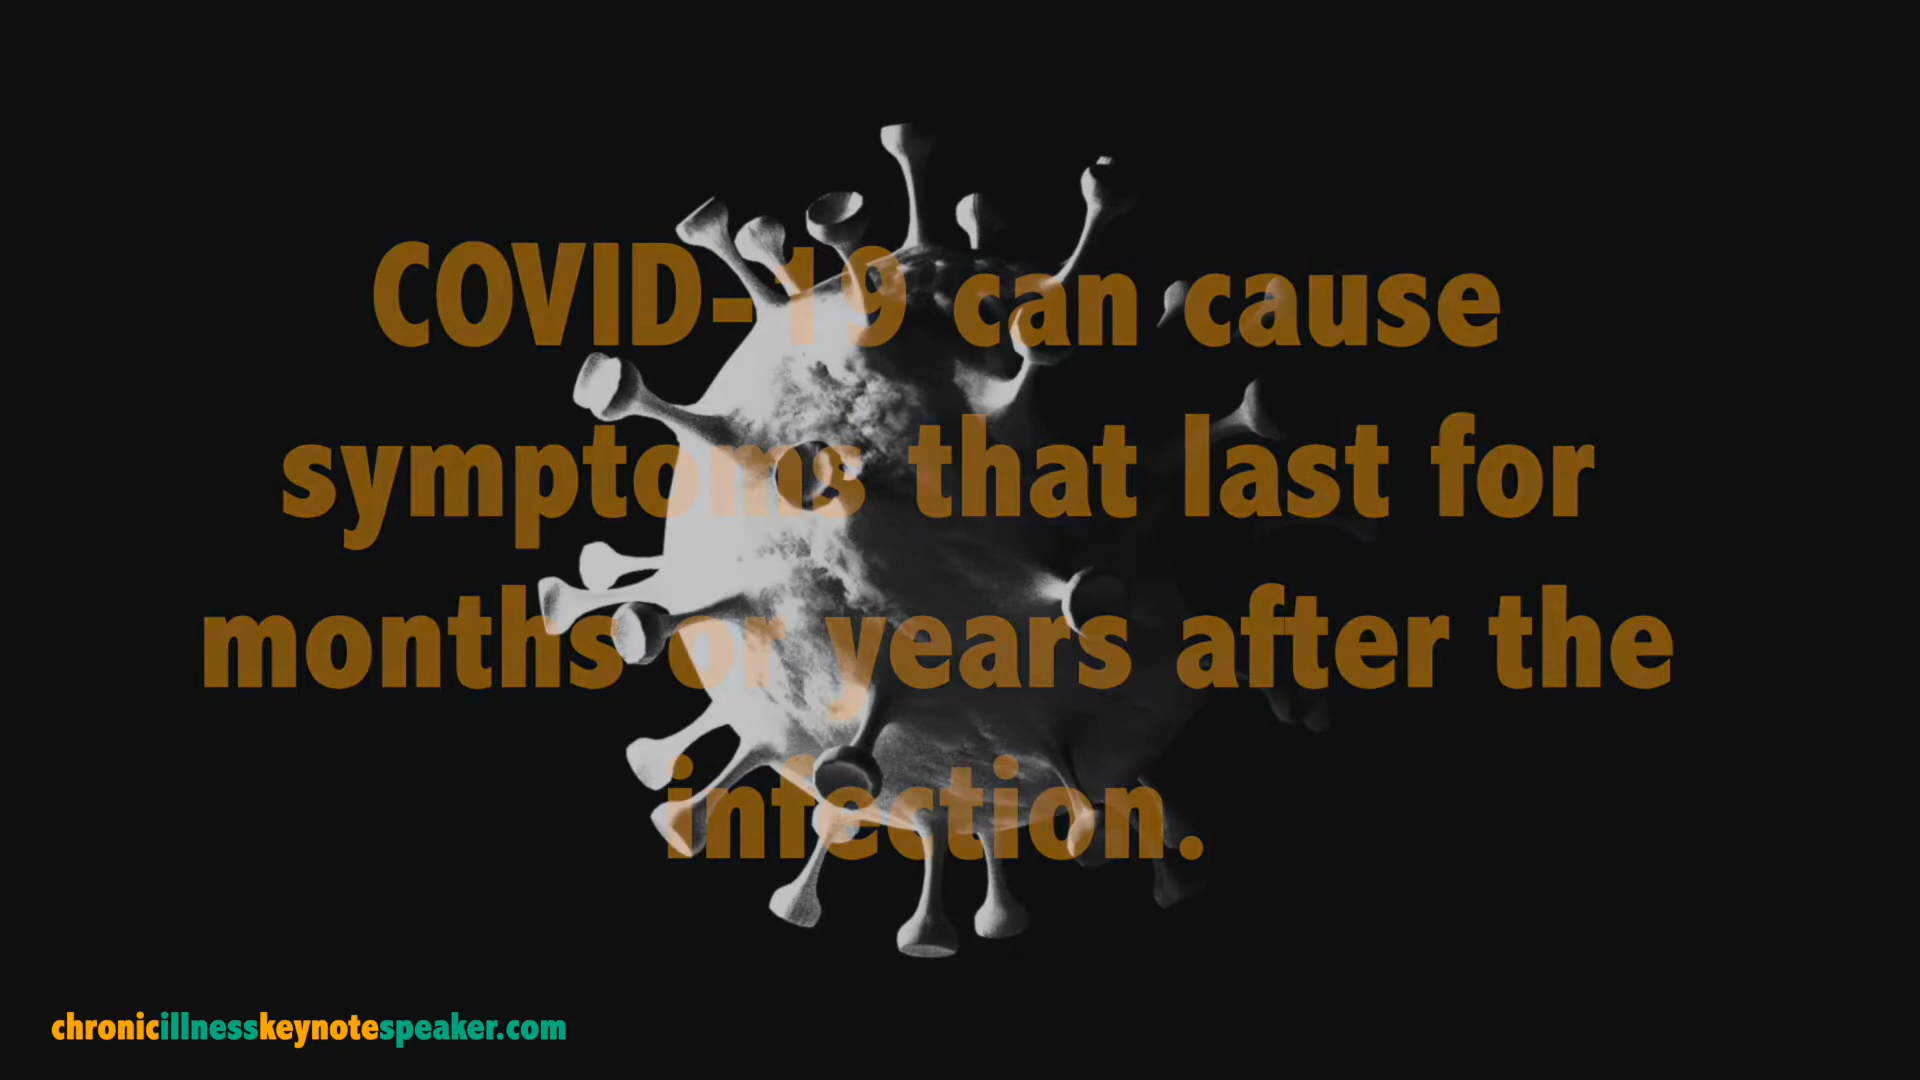 COVID-19 can cause
symptoms that last for
months or years after the
infection.
chronicillnesskeynotespeaker.com